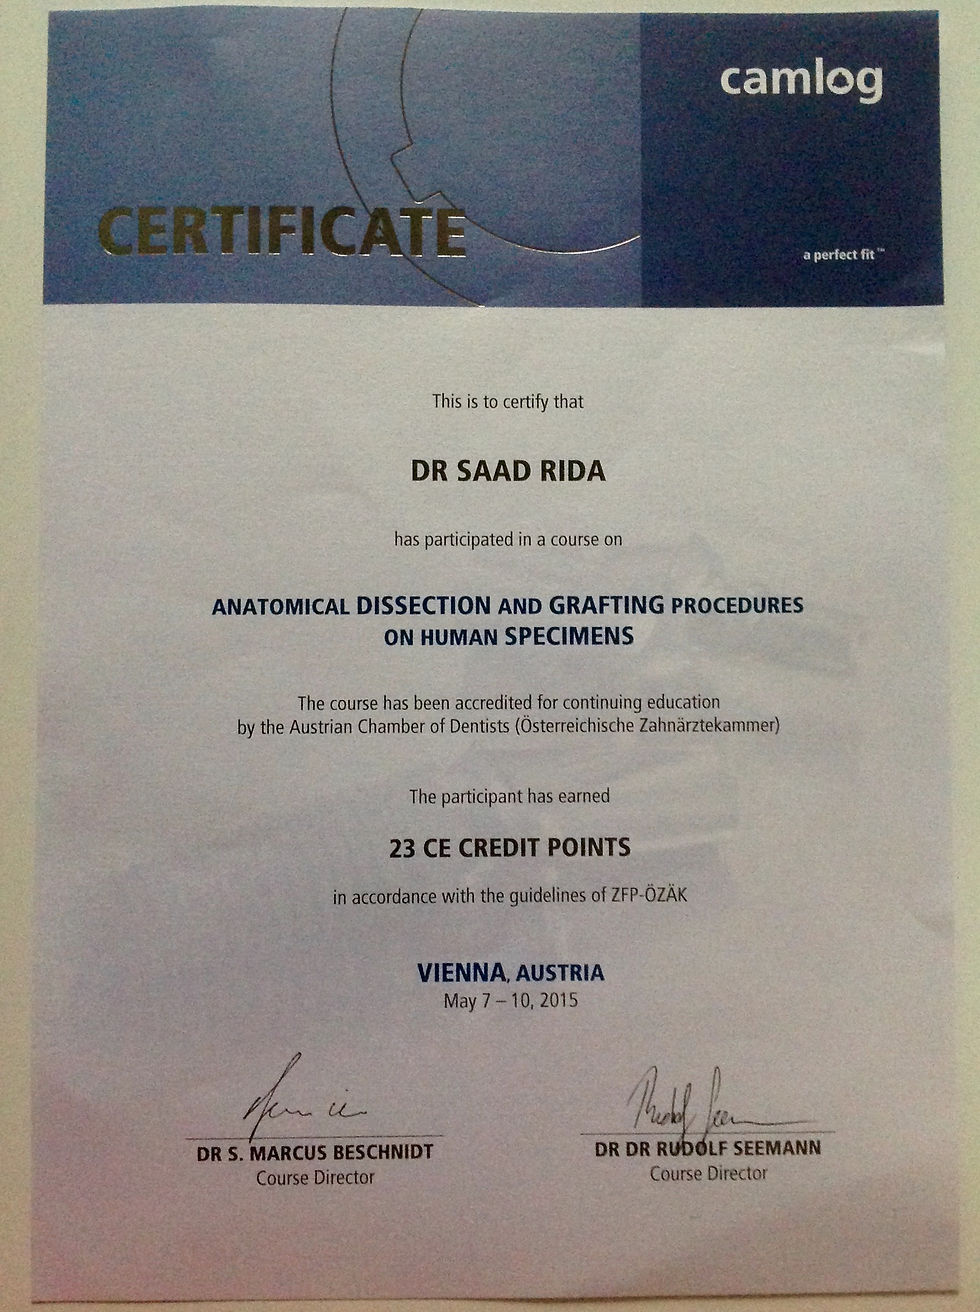 camlog
CERTIFICATE
a perfect fit™
This is to certify that
DR SAAD RIDA
has participated in a course on
ANATOMICAL DISSECTION AND GRAFTING PROCEDURES
ON HUMAN SPECIMENS
The course has been accredited for continuing education
by the Austrian Chamber of Dentists (Österreichische Zahnärztekammer)
The participant has earned
23 CE CREDIT POINTS
in accordance with the guidelines of ZFP-ÖZÄK
VIENNA, AUSTRIA
May 7 – 10, 2015
DR S. MARCUS BESCHNIDT
Course Director
Rudolf Seemann
DR DR RUDOLF SEEMANN
Course Director